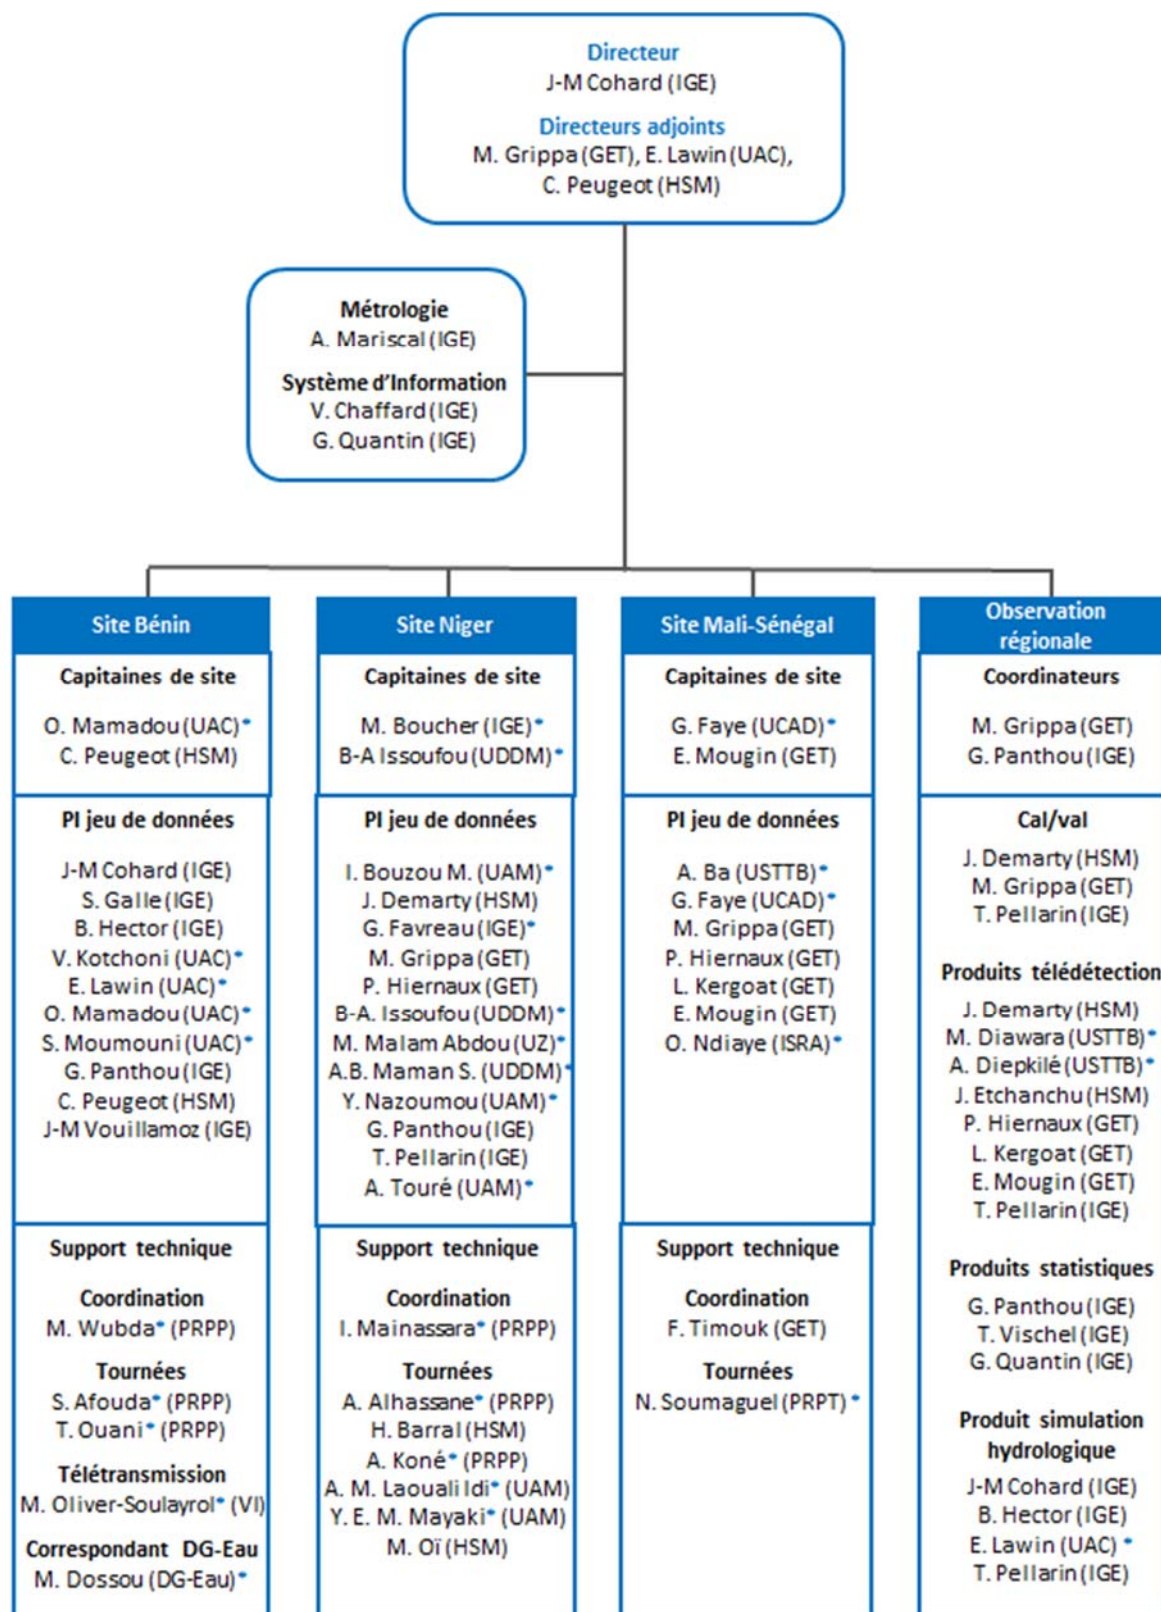 Directeur
J-M Cohard (IGE)
Directeurs adjoints
M. Grippa (GET), E. Lawin (UAC),
C. Peugeot (HSM)
Métrologie
A. Mariscal (IGE)
Système d'Information
V. Chaffard (IGE)
G. Quantin (IGE)
Site Bénin
Capitaines de site
O. Mamadou (UAC)*
C. Peugeot (HSM)
PI jeu de données
J-M Cohard (IGE)
S. Galle (IGE)
B. Hector (IGE)
V. Kotchoni (UAC)*
E. Lawin (UAC)*
O. Mamadou (UAC)*
S. Moumouni (UAC)*
G. Panthou (IGE)
C. Peugeot (HSM)
J-M Vouillamoz (IGE)
Support technique
Coordination
M. Wubda* (PRPP)
Tournées
S. Afouda* (PRPP)
T. Ouani* (PRPP)
Télétransmission
M. Oliver-Soulayrol* (VI)
Correspondant DG-Eau
M. Dossou (DG-Eau)*
Site Niger
Capitaines de site
M. Boucher (IGE)*
B-A Issoufou (UDDM)*
PI jeu de données
I. Bouzou M. (UAM)*
J. Demarty (HSM)
G. Favreau (IGE)*
M. Grippa (GET)
P. Hiernaux (GET)
B-A. Issoufou (UDDM)*
M. Malam Abdou (UZ)*
A.B. Maman S. (UDDM)*
Y. Nazoumou (UAM)*
G. Panthou (IGE)
T. Pellarin (IGE)
A. Touré (UAM)*
Support technique
Coordination
I. Mainassara* (PRPP)
Tournées
A. Alhassane* (PRPP)
H. Barral (HSM)
A. Koné* (PRPP)
A. M. Laouali Idi* (UAM)
Y. E. M. Mayaki* (UAM)
M. Oï (HSM)
Site Mali-Sénégal
Capitaines de site
G. Faye (UCAD)*
E. Mougin (GET)
PI jeu de données
A. Ba (USTTB)*
G. Faye (UCAD)*
M. Grippa (GET)
P. Hiernaux (GET)
L. Kergoat (GET)
E. Mougin (GET)
O. Ndiaye (ISRA)*
Support technique
Coordination
F. Timouk (GET)
Tournées
N. Soumaguel (PRPT)*
Observation
régionale
Coordinateurs
M. Grippa (GET)
G. Panthou (IGE)
Cal/val
J. Demarty (HSM)
M. Grippa (GET)
T. Pellarin (IGE)
Produits télédétection
J. Demarty (HSM)
M. Diawara (USTTB)*
A. Diepkilé (USTTB)*
J. Etchanchu (HSM)
P. Hiernaux (GET)
L. Kergoat (GET)
E. Mougin (GET)
T. Pellarin (IGE)
Produits statistiques
G. Panthou (IGE)
T. Vischel (IGE)
G. Quantin (IGE)
Produit simulation
hydrologique
J-M Cohard (IGE)
B. Hector (IGE)
E. Lawin (UAC) *
T. Pellarin (IGE)